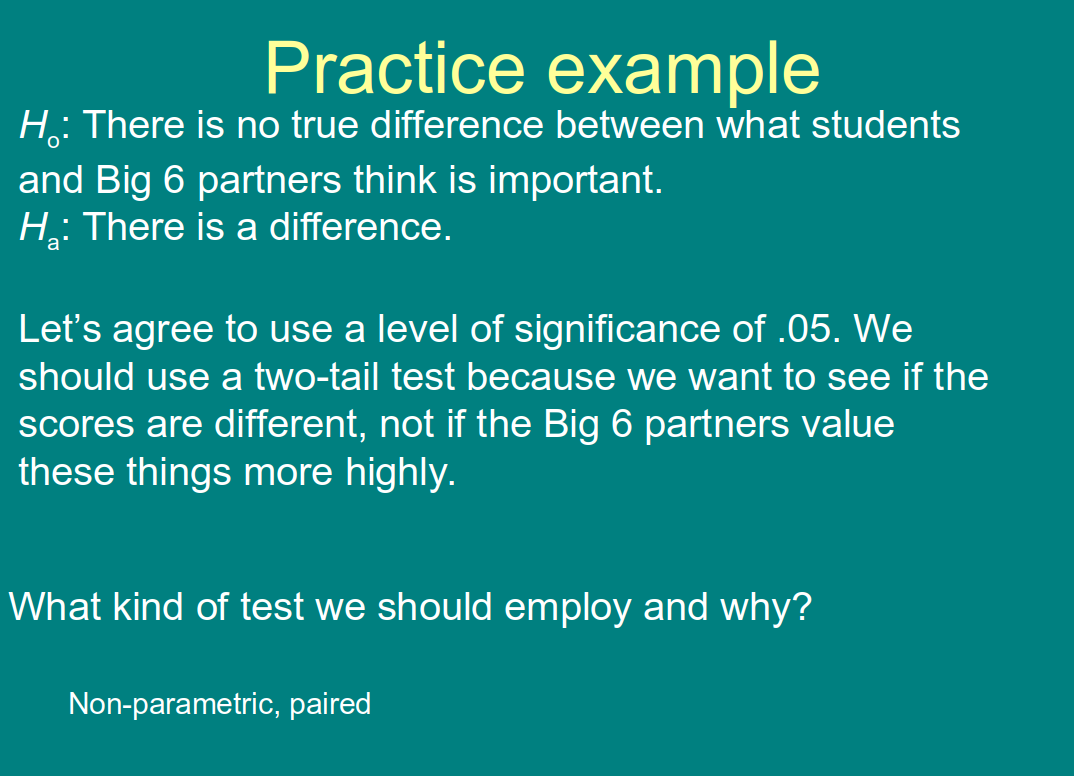 Practice example
Ho: There is no true difference between what students
and Big 6 partners think is important.
Ha: There is a difference.
Let’s agree to use a level of significance of .05. We
should use a two-tail test because we want to see if the
scores are different, not if the Big 6 partners value
these things more highly.
What kind of test we should employ and why?
Non-parametric, paired